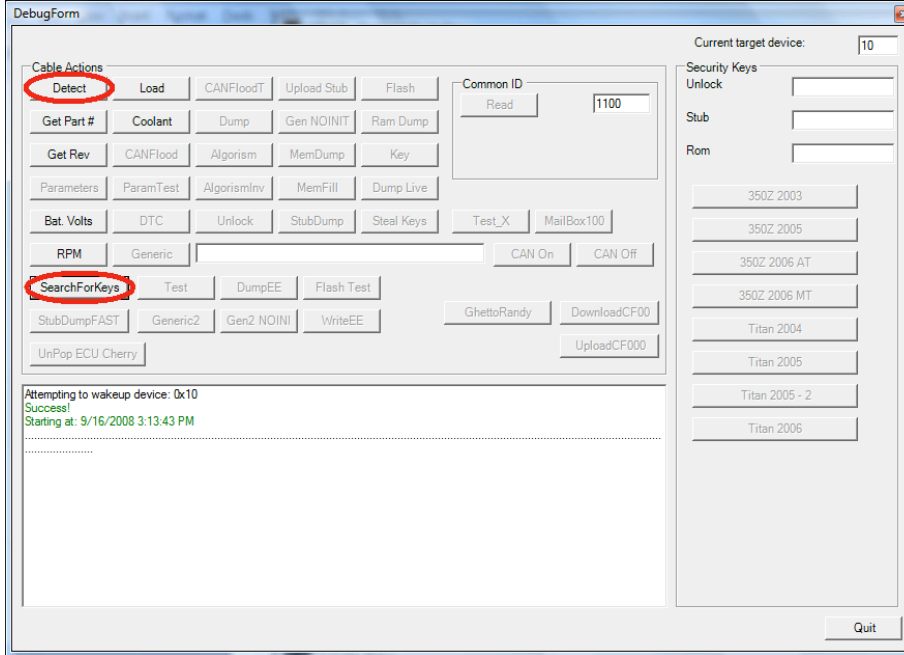 DebugForm
Current target device: 10
Cable Actions
Detect Load CANFloodT Upload Stub Flash
Common ID
Read 1100
Security Keys
Unlock
Get Part # Coolant Dump Gen NOINIT Ram Dump
Stub
Get Rev CANFlood Algorism MemDump Key
Rom
Parameters ParamTest AlgorismInv MemFill Dump Live
350Z 2003
Bat. Volts DTC Unlock StubDump Steal Keys Test_X MailBox100
350Z 2005
RPM Generic CAN On CAN Off
350Z 2006 AT
SearchForKeys Test DumpEE Flash Test
350Z 2006 MT
StubDumpFAST Generic2 Gen2 NOINI WriteEE GhettoRandy DownloadCF00
Titan 2004
UnPop ECU Cherry UploadCF000
Titan 2005
Titan 2005 - 2
Titan 2006
Attempting to wakeup device: 0x10
Success!
Starting at: 9/16/2008 3:13:43 PM
Quit